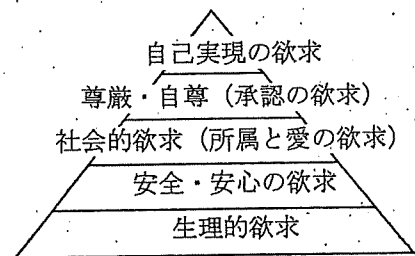 自己実現の欲求
尊厳・自尊（承認の欲求）
社会的欲求（所属と愛の欲求）
安全・安心の欲求
生理的欲求